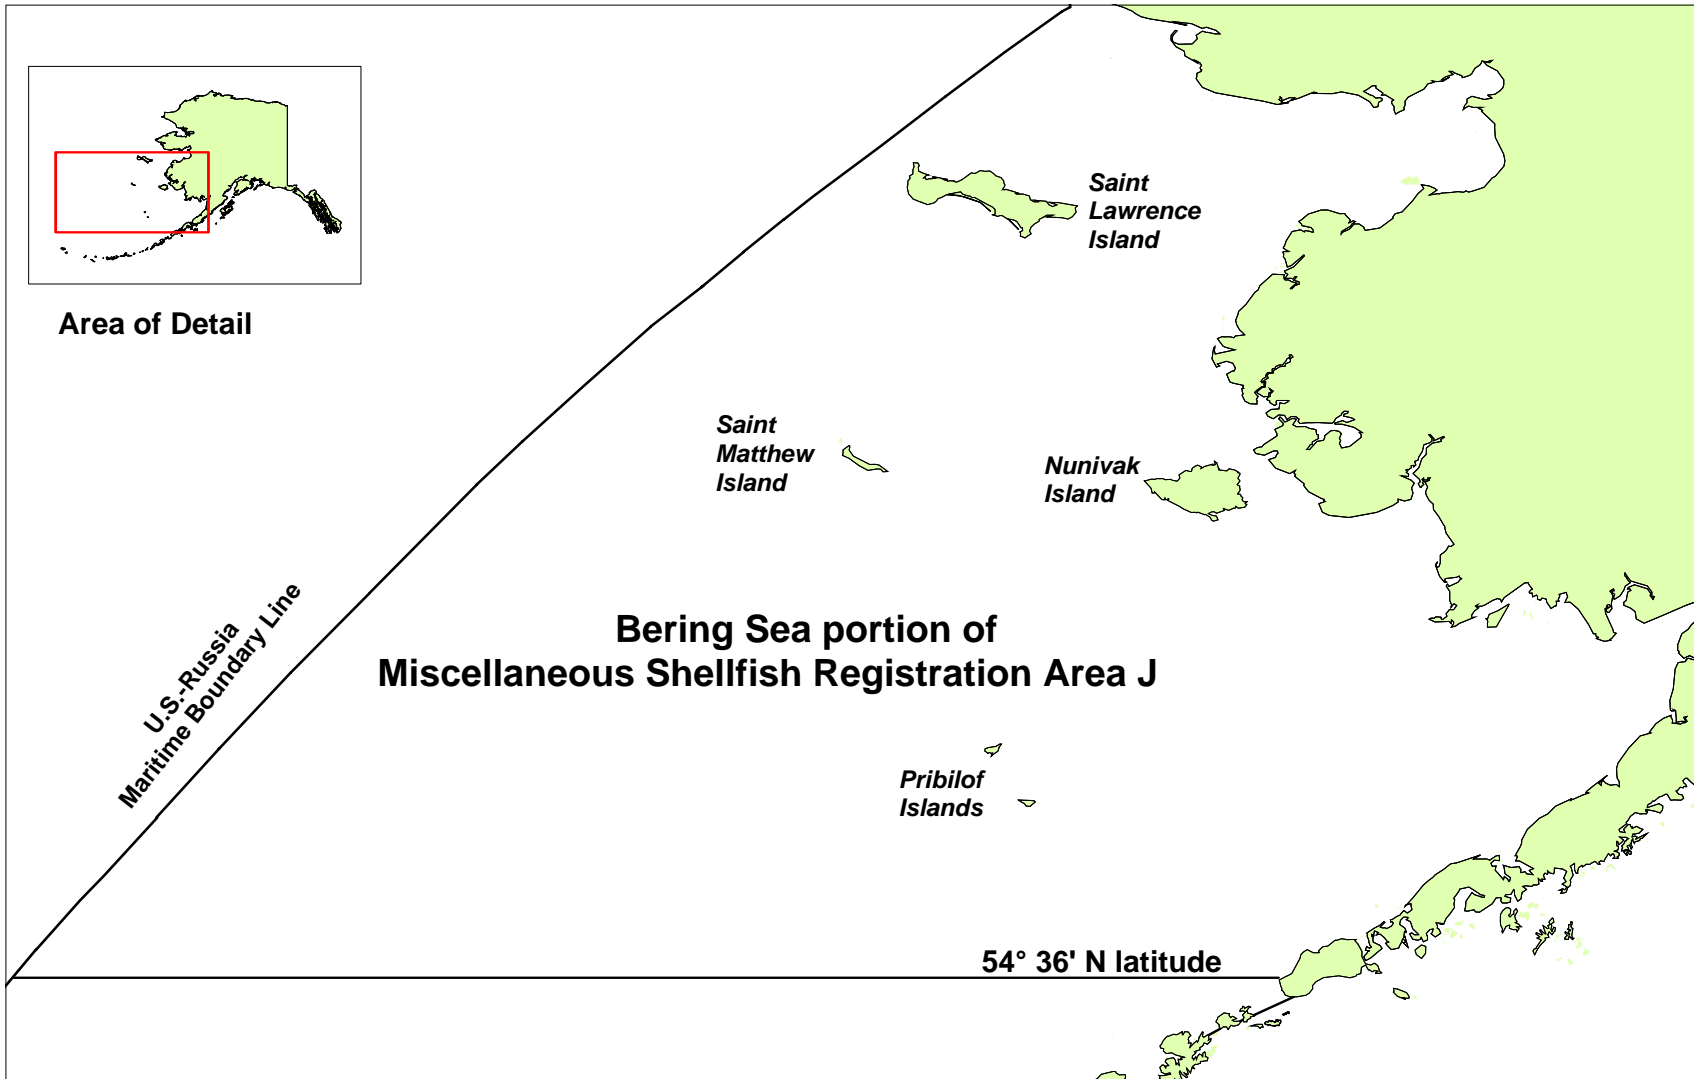 Saint
Lawrence
Island
Area of Detail
Saint
Matthew
Island
Nunivak
Island
U.S.-Russia
Maritime Boundary Line
Bering Sea portion of
Miscellaneous Shellfish Registration Area J
Pribilof
Islands
54° 36' N latitude